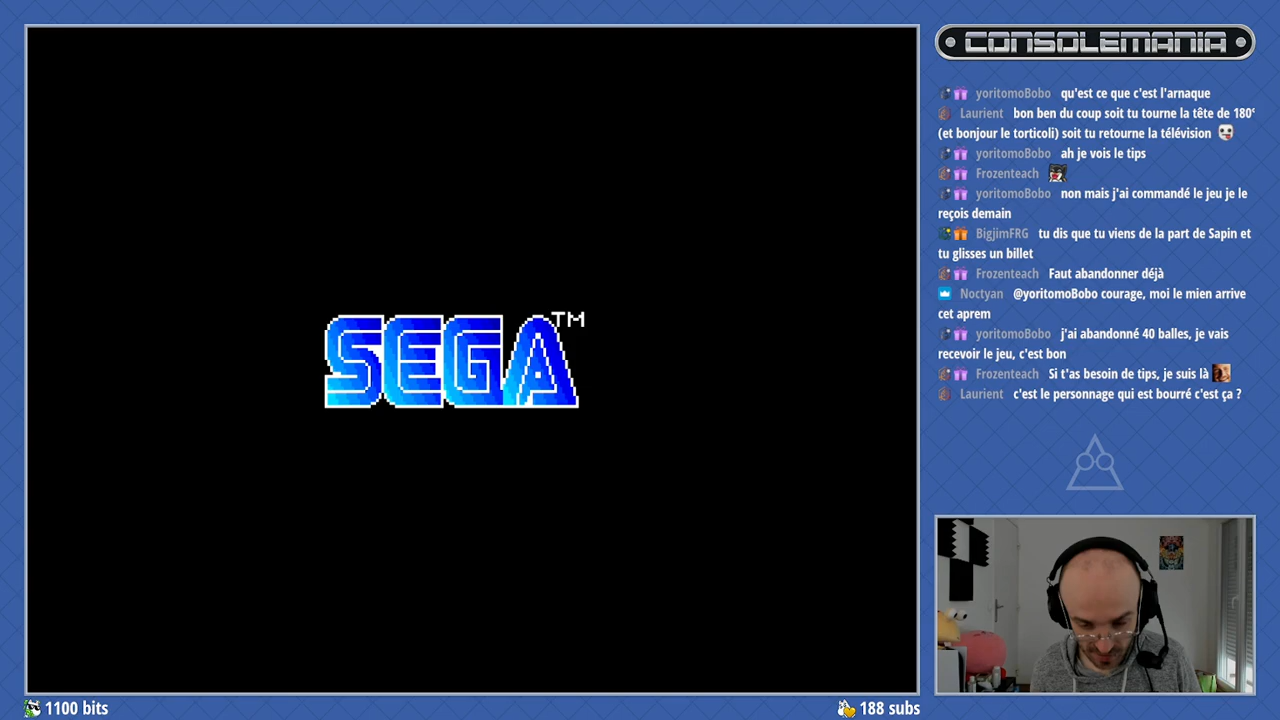 SEGA™
CONSOLEMANIA
yoritomoBobo qu'est ce que c'est l'arnaque
Laurient bon ben du coup soit tu tourne la tête de 180°
(et bonjour le torticoli) soit tu retourne la télévision
yoritomoBobo ah je vois le tips
Frozenteach
yoritomoBobo non mais j'ai commandé le jeu je le
reçois demain
BigjimFRG tu dis que tu viens de la part de Sapin et
tu glisses un billet
Frozenteach Faut abandonner déjà
Noctyan @yoritomoBobo courage, moi le mien arrive
cet aprem
yoritomoBobo j'ai abandonné 40 balles, je vais
recevoir le jeu, c'est bon
Frozenteach Si t'as besoin de tips, je suis là
Laurient c'est le personnage qui est bourré c'est ça ?
1100 bits
188 subs